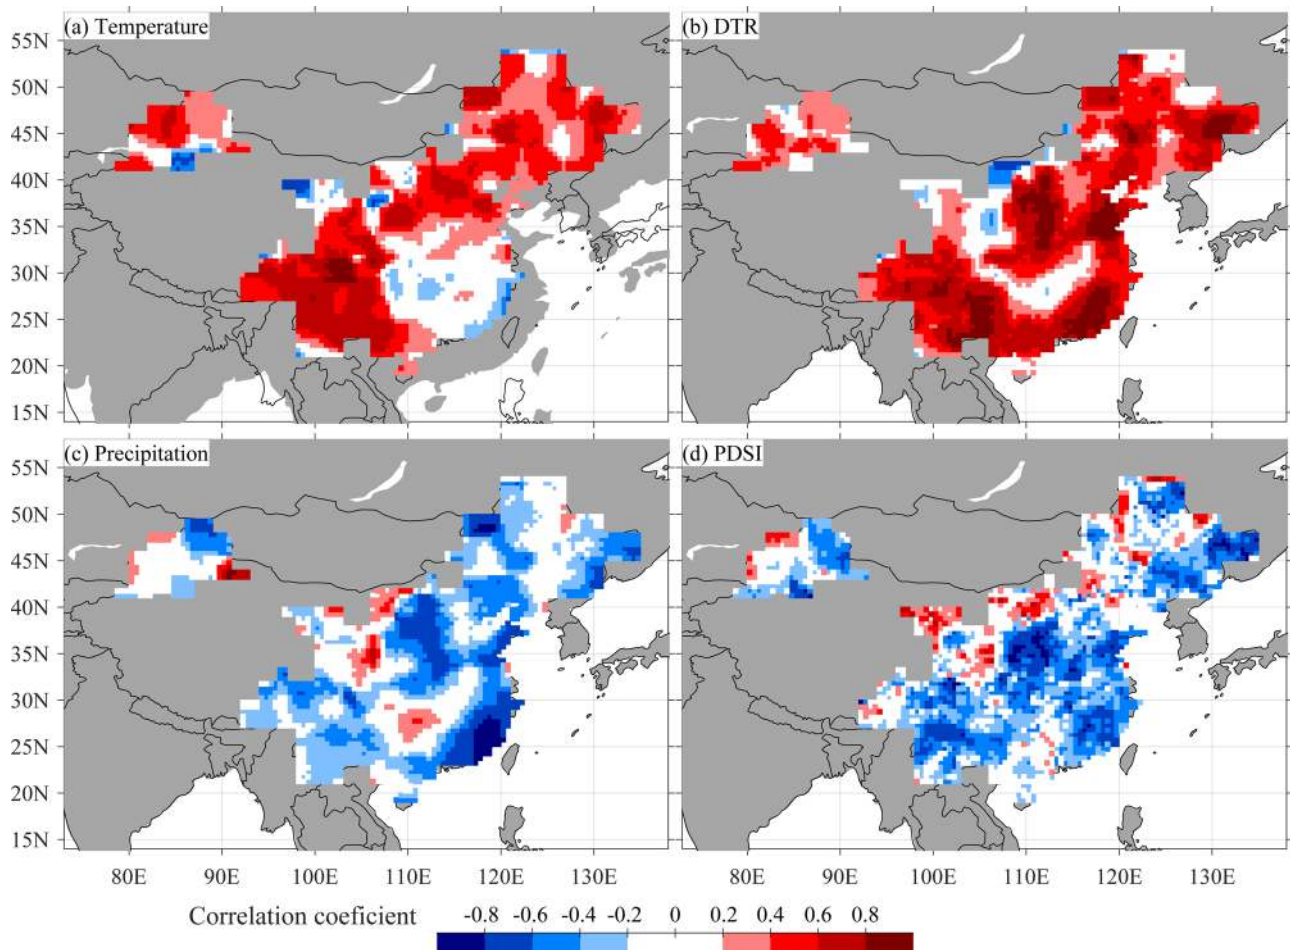 (a) Temperature
(b) DTR
55N
50N
45N
40N
35N
30N
25N
20N
15N
(c) Precipitation
(d) PDSI
55N
50N
45N
40N
35N
30N
25N
20N
15N
80E 90E 100E 110E 120E 130E
80E 90E 100E 110E 120E 130E
Correlation coeficient
-0.8 -0.6 -0.4 -0.2 0 0.2 0.4 0.6 0.8